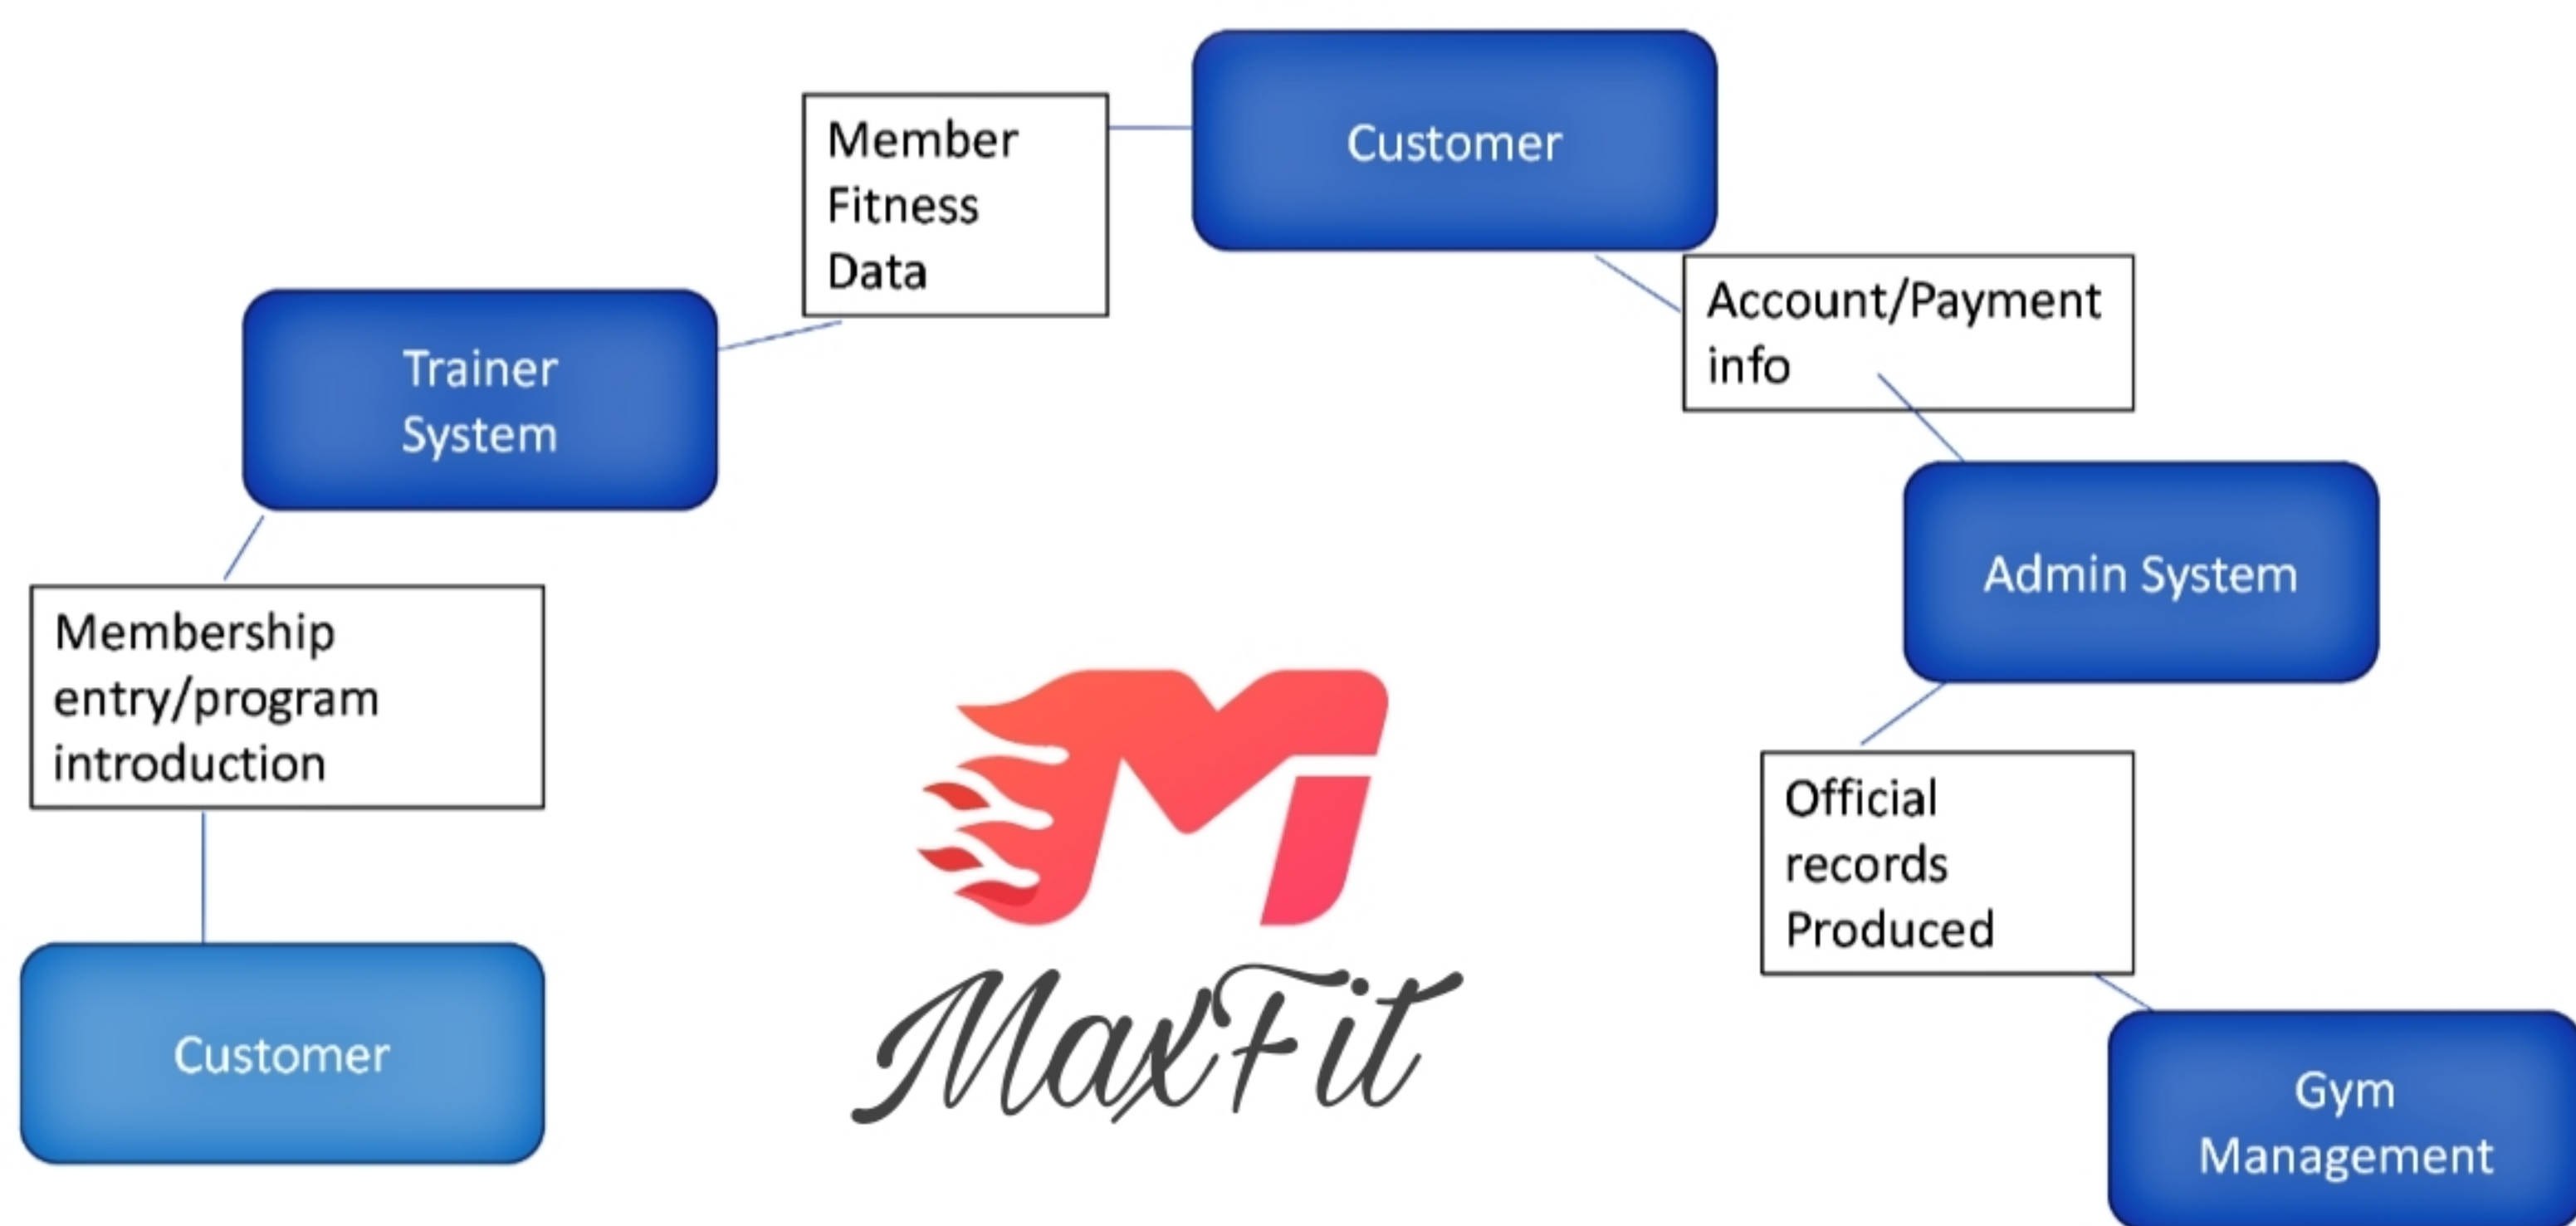 Customer
Member
Fitness
Data
Account/Payment
info
Trainer
System
Admin System
Membership
entry/program
introduction
Official
records
Produced
M
MaxFit
Customer
Gym
Management